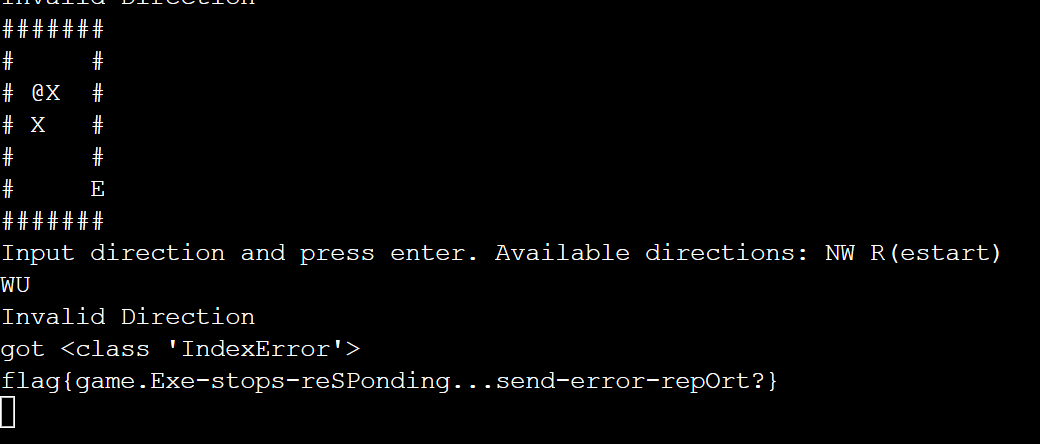 Invalid Direction
#######
#     #
# @X  #
# X   #
#     #
#     E
#######
Input direction and press enter. Available directions: NW R(estart)
WU
Invalid Direction
got <class 'IndexError'>
flag{game.Exe-stops-reSPonding...send-error-repOrt?}